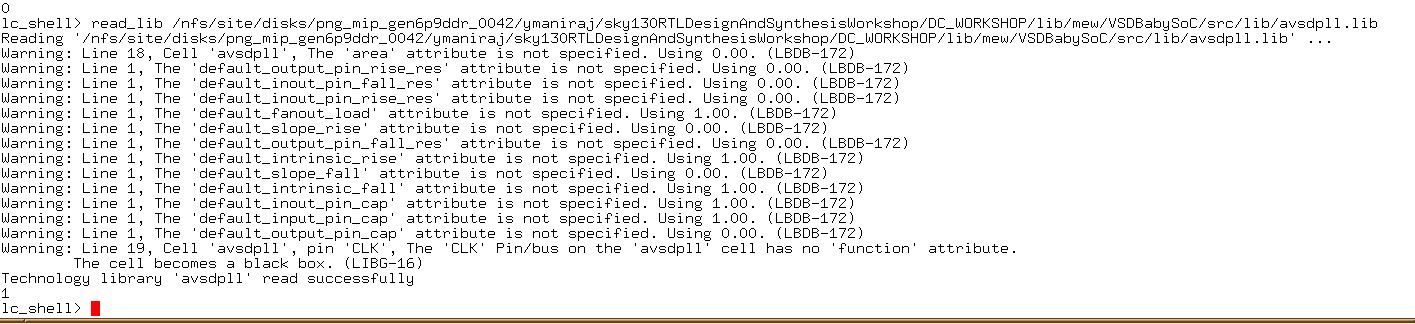 0
lc_shell> read_lib /nfs/site/disks/png_mip_gen6p9ddr_0042/ymaniraj/sky130RTLDesignAndSynthesisWorkshop/DC_WORKSHOP/lib/mew/VSDBabySoC/src/lib/avsdpll.lib
Reading '/nfs/site/disks/png_mip_gen6p9ddr_0042/ymaniraj/sky130RTLDesignAndSynthesisWorkshop/DC_WORKSHOP/lib/mew/VSDBabySoC/src/lib/avsdpll.lib' ...
Warning: Line 18, Cell 'avsdpll', The 'area' attribute is not specified. Using 0.00. (LBDB-172)
Warning: Line 1, The 'default_output_pin_rise_res' attribute is not specified. Using 0.00. (LBDB-172)
Warning: Line 1, The 'default_inout_pin_fall_res' attribute is not specified. Using 0.00. (LBDB-172)
Warning: Line 1, The 'default_inout_pin_rise_res' attribute is not specified. Using 0.00. (LBDB-172)
Warning: Line 1, The 'default_fanout_load' attribute is not specified. Using 1.00. (LBDB-172)
Warning: Line 1, The 'default_slope_rise' attribute is not specified. Using 0.00. (LBDB-172)
Warning: Line 1, The 'default_output_pin_fall_res' attribute is not specified. Using 0.00. (LBDB-172)
Warning: Line 1, The 'default_intrinsic_rise' attribute is not specified. Using 1.00. (LBDB-172)
Warning: Line 1, The 'default_slope_fall' attribute is not specified. Using 0.00. (LBDB-172)
Warning: Line 1, The 'default_intrinsic_fall' attribute is not specified. Using 1.00. (LBDB-172)
Warning: Line 1, The 'default_inout_pin_cap' attribute is not specified. Using 1.00. (LBDB-172)
Warning: Line 1, The 'default_input_pin_cap' attribute is not specified. Using 1.00. (LBDB-172)
Warning: Line 1, The 'default_output_pin_cap' attribute is not specified. Using 0.00. (LBDB-172)
Warning: Line 19, Cell 'avsdpll', pin 'CLK', The 'CLK' Pin/bus on the 'avsdpll' cell has no 'function' attribute.
The cell becomes a black box. (LIBG-16)
Technology library 'avsdpll' read successfully
1
lc_shell>